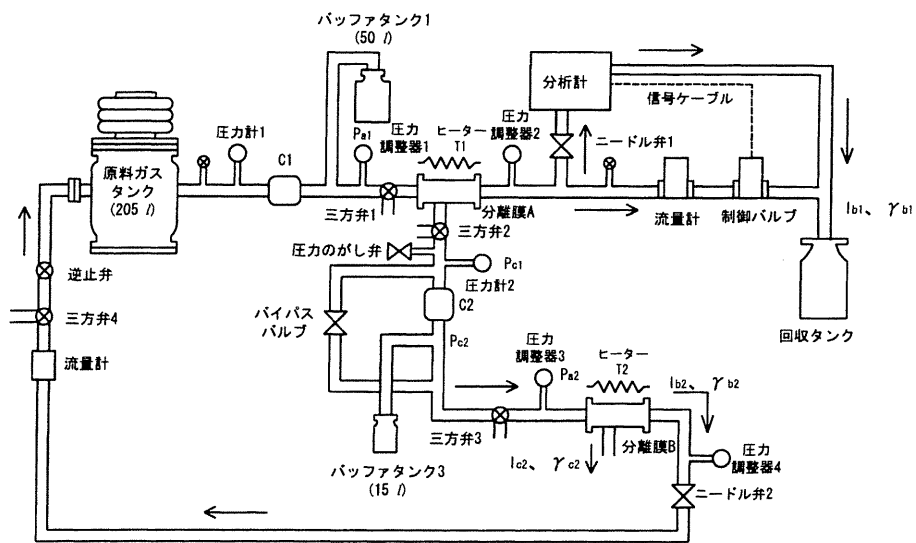 バッファタンク1
(50 l)
分析計
信号ケーブル
圧力計1
Pa1
圧力
調整器1
ヒーター
T1
圧力
調整器2
ニードル弁1
原料ガス
タンク
(205 l)
C1
三方弁1
分離膜A
流量計
制御バルブ
Ib1、γb1
三方弁2
圧力のがし弁
Pc1
圧力計2
逆止弁
C2
回収タンク
バイパス
バルブ
三方弁4
Pc2
圧力
調整器3
ヒーター
T2
流量計
Pa2
Ib2、γb2
三方弁3
分離膜B
Ic2、γc2
圧力
調整器4
バッファタンク3
(15 l)
ニードル弁2